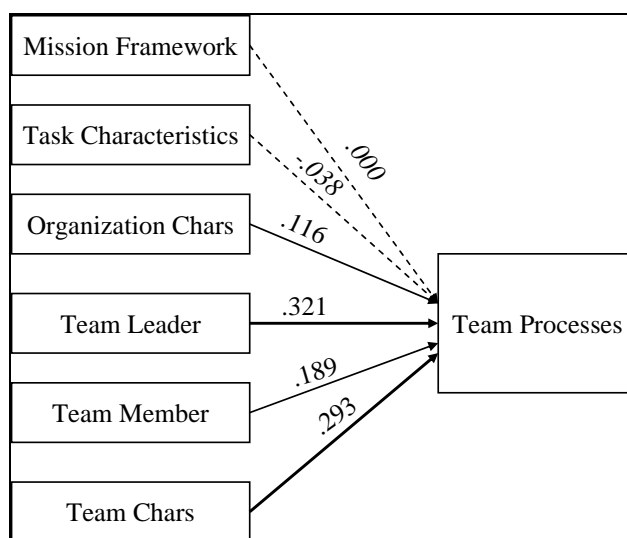 Mission Framework
.000
Task Characteristics
-.038
Organization Chars
.116
Team Leader
.321
Team Processes
Team Member
.189
.293
Team Chars